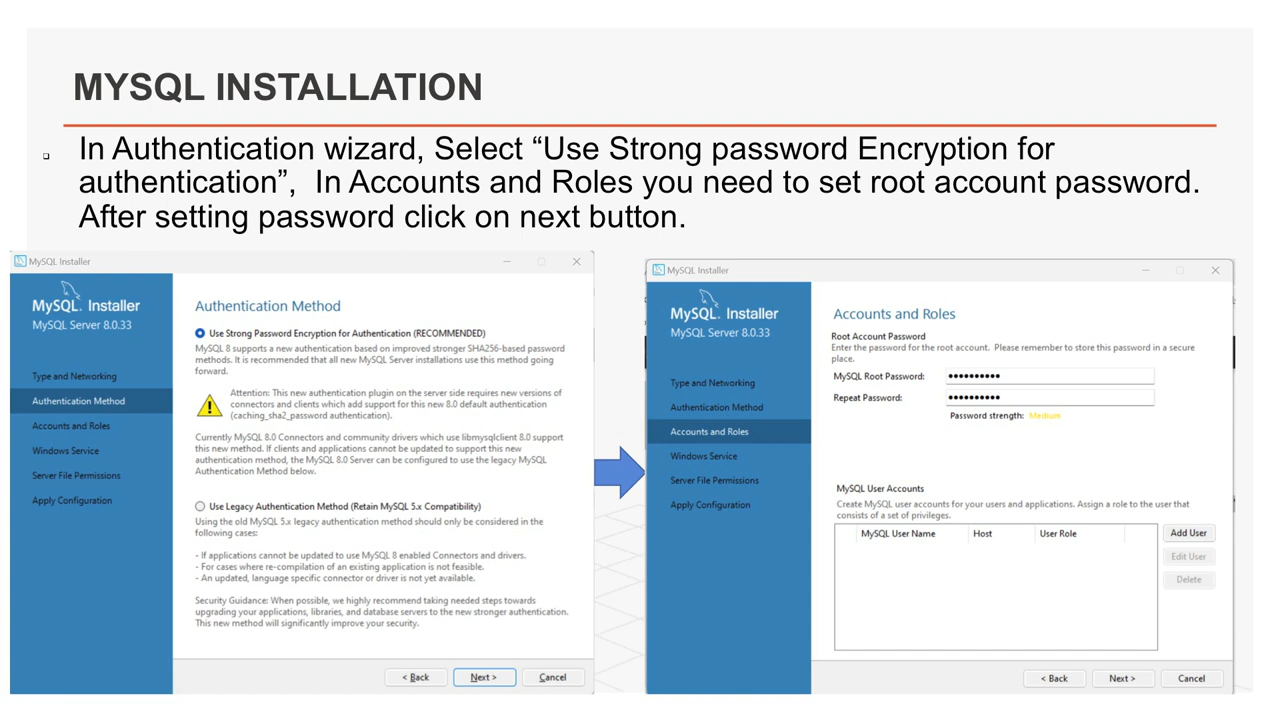 MYSQL INSTALLATION
In Authentication wizard, Select “Use Strong password Encryption for
authentication”, In Accounts and Roles you need to set root account password.
After setting password click on next button.
MySQL Installer
MySQL. Installer
MySQL Server 8.0.33
Type and Networking
Authentication Method
Accounts and Roles
Windows Service
Server File Permissions
Apply Configuration
Authentication Method
Use Strong Password Encryption for Authentication (RECOMMENDED)
MySQL 8 supports a new authentication based on improved stronger SHA256-based password
methods. It is recommended that all new MySQL Server installations use this method going
forward.
Attention: This new authentication plugin on the server side requires new versions of
connectors and clients which add support for this new 8.0 default authentication
(caching_sha2_password authentication).
Currently MySQL 8.0 Connectors and community drivers which use libmysqlclient 8.0 support
this new method. If clients and applications cannot be updated to support this new
authentication method, the MySQL 8.0 Server can be configured to use the legacy MySQL
Authentication Method below.
Use Legacy Authentication Method (Retain MySQL 5.x Compatibility)
Using the old MySQL 5.x legacy authentication method should only be considered in the
following cases:
- If applications cannot be updated to use MySQL 8 enabled Connectors and drivers.
- For cases where re-compilation of an existing application is not feasible.
- An updated, language specific connector or driver is not yet available.
Security Guidance: When possible, we highly recommend taking needed steps towards
upgrading your applications, libraries, and database servers to the new stronger authentication.
This new method will significantly improve your security.
< Back Next > Cancel
MySQL Installer
MySQL. Installer
MySQL Server 8.0.33
Type and Networking
Authentication Method
Accounts and Roles
Windows Service
Server File Permissions
Apply Configuration
Accounts and Roles
Root Account Password
Enter the password for the root account. Please remember to store this password in a secure
place.
MySQL Root Password: ••••••••••
Repeat Password: ••••••••••
Password strength: Medium
MySQL User Accounts
Create MySQL user accounts for your users and applications. Assign a role to the user that
consists of a set of privileges.
MySQL User Name Host User Role
Add User
Edit User
Delete
< Back Next > Cancel